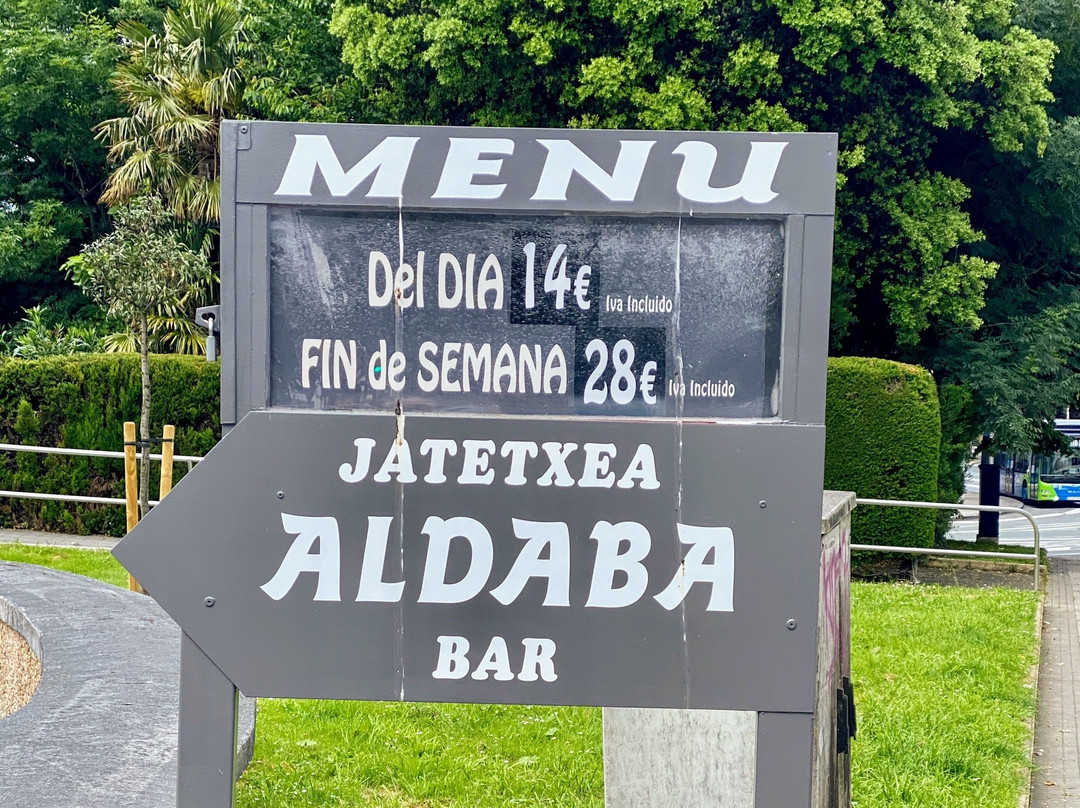 MENU
Del DIA 14€ Iva Incluido
FIN de SEMANA 28€ Iva Incluido
JATETXEA
ALDABA
BAR